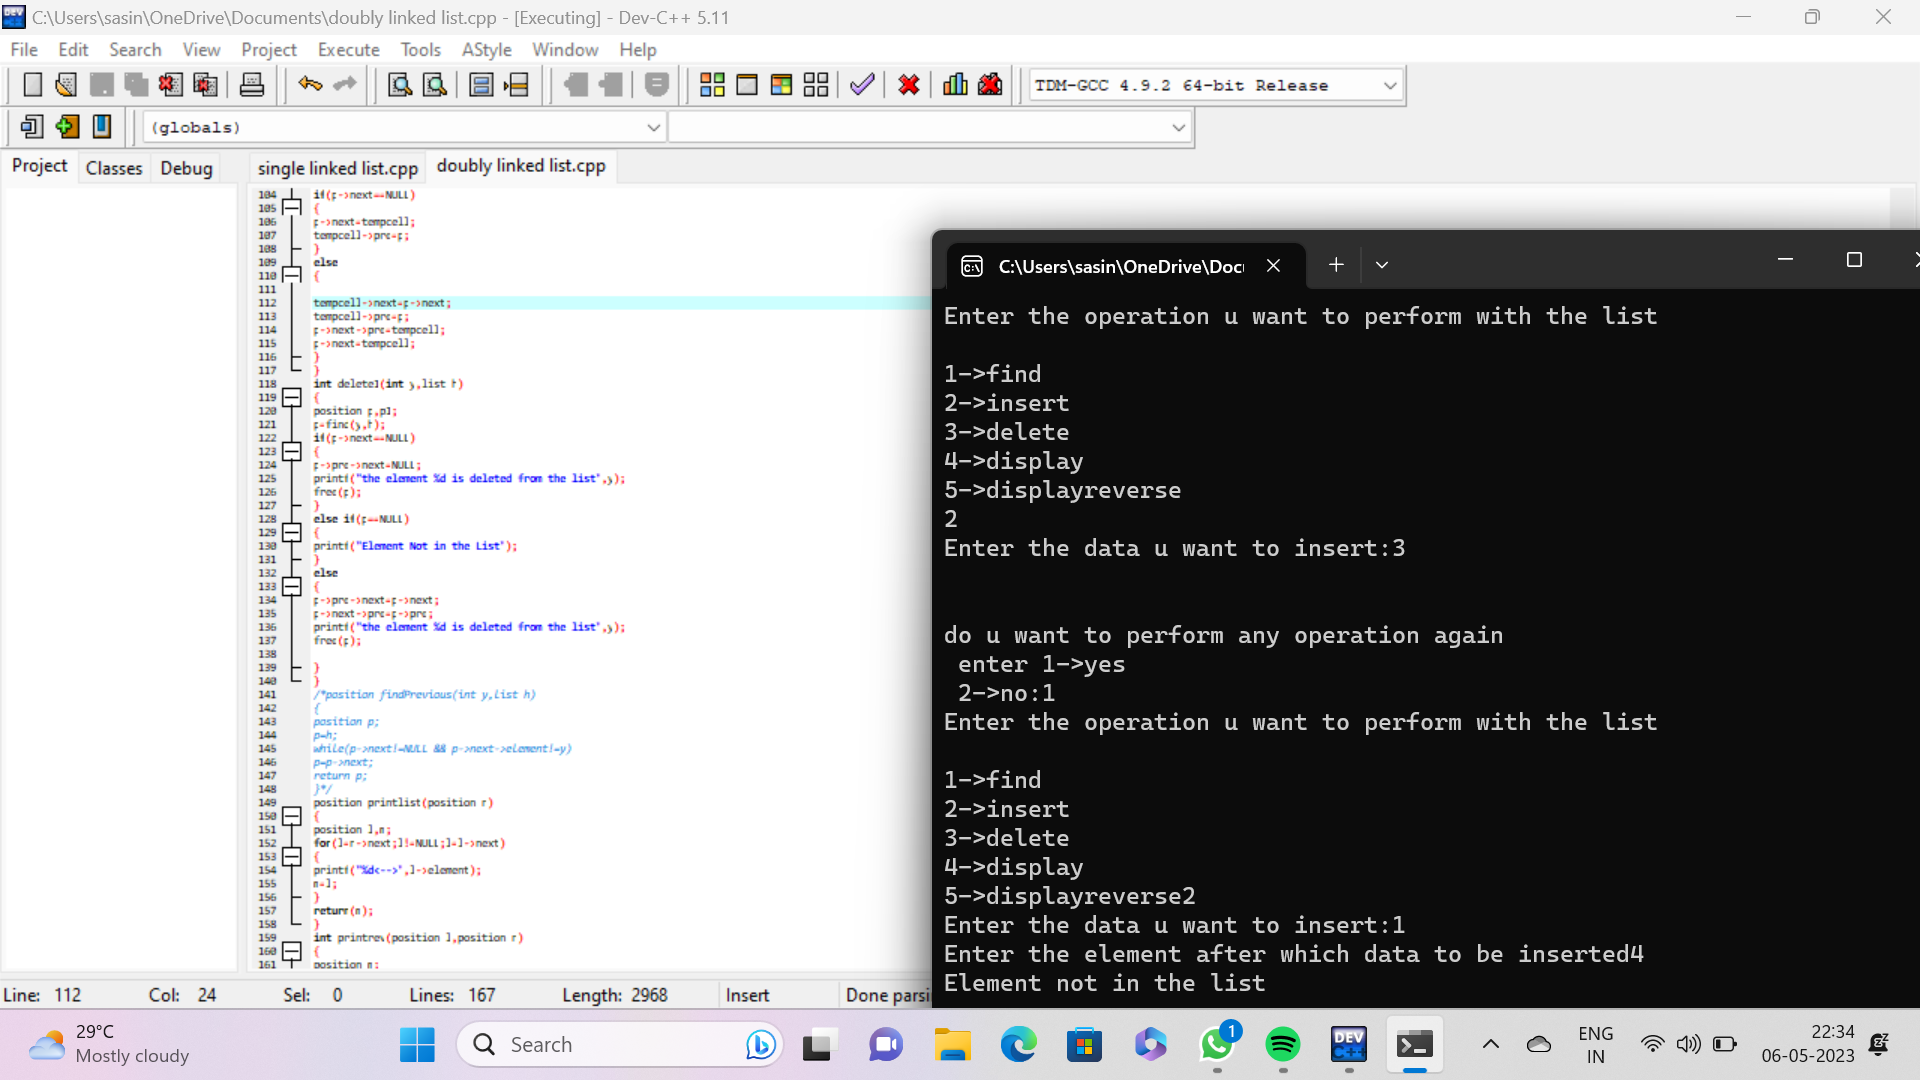 C:\Users\sasin\OneDrive\Documents\doubly linked list.cpp - [Executing] - Dev-C++ 5.11
File Edit Search View Project Execute Tools AStyle Window Help
TDM-GCC 4.9.2 64-bit Release
(globals)
Project Classes Debug
single linked list.cpp doubly linked list.cpp
104 if(p->next==NULL)
105 {
106 p->next=tempcell;
107 tempcell->pre=p;
108 }
109 else
110 {
111
112 tempcell->next=p->next;
113 tempcell->pre=p;
114 p->next->pre=tempcell;
115 p->next=tempcell;
116 }
117 }
118 int delete1(int y,list h)
119 {
120 position p,p1;
121 p=find(y,h);
122 if(p->next==NULL)
123 {
124 p->pre->next=NULL;
125 printf("the element %d is deleted from the list",y);
126 free(p);
127 }
128 else if(p==NULL)
129 {
130 printf("Element Not in the List");
131 }
132 else
133 {
134 p->pre->next=p->next;
135 p->next->pre=p->pre;
136 printf("the element %d is deleted from the list",y);
137 free(p);
138
139 }
140 }
141 /*position findPrevious(int y,list h)
142 {
143 position p;
144 p=h;
145 while(p->next!=NULL && p->next->element!=y)
146 p=p->next;
147 return p;
148 }*/
149 position printlist(position r)
150 {
151 position l,m;
152 for(l=r->next;l!=NULL;l=l->next)
153 {
154 printf("%d<-->",l->element);
155 m=l;
156 }
157 return(m);
158 }
159 int printrev(position l,position r)
160 {
161 position m;
C:\Users\sasin\OneDrive\Doc
Enter the operation u want to perform with the list
1->find
2->insert
3->delete
4->display
5->displayreverse
2
Enter the data u want to insert:3
do u want to perform any operation again
enter 1->yes
2->no:1
Enter the operation u want to perform with the list
1->find
2->insert
3->delete
4->display
5->displayreverse2
Enter the data u want to insert:1
Enter the element after which data to be inserted4
Element not in the list
Line: 112 Col: 24 Sel: 0 Lines: 167 Length: 2968 Insert Done parsi
29°C
Mostly cloudy
Search
1
DEV
C++
ENG
IN
22:34
06-05-2023